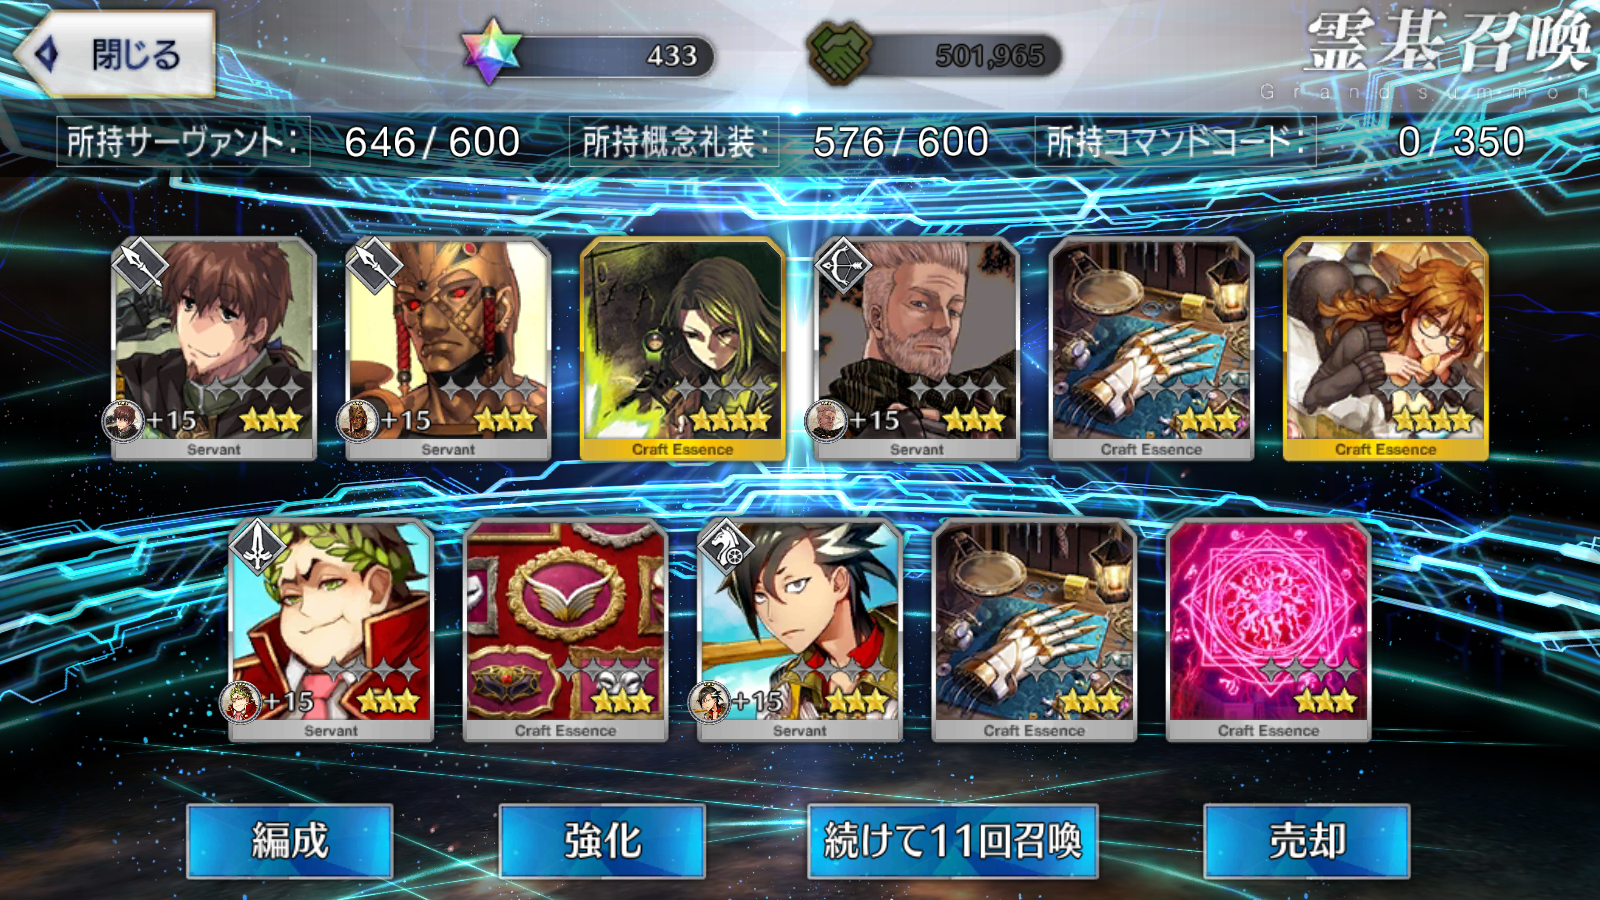 閉じる
433
501,965
霊基召喚
Grand summon
所持サーヴァント: 646 / 600
所持概念礼装: 576 / 600
所持コマンドコード: 0 / 350
+15
+15
+15
Servant
Servant
Craft Essence
Servant
Craft Essence
Craft Essence
+15
+15
Servant
Craft Essence
Servant
Craft Essence
Craft Essence
編成
強化
続けて11回召喚
売却